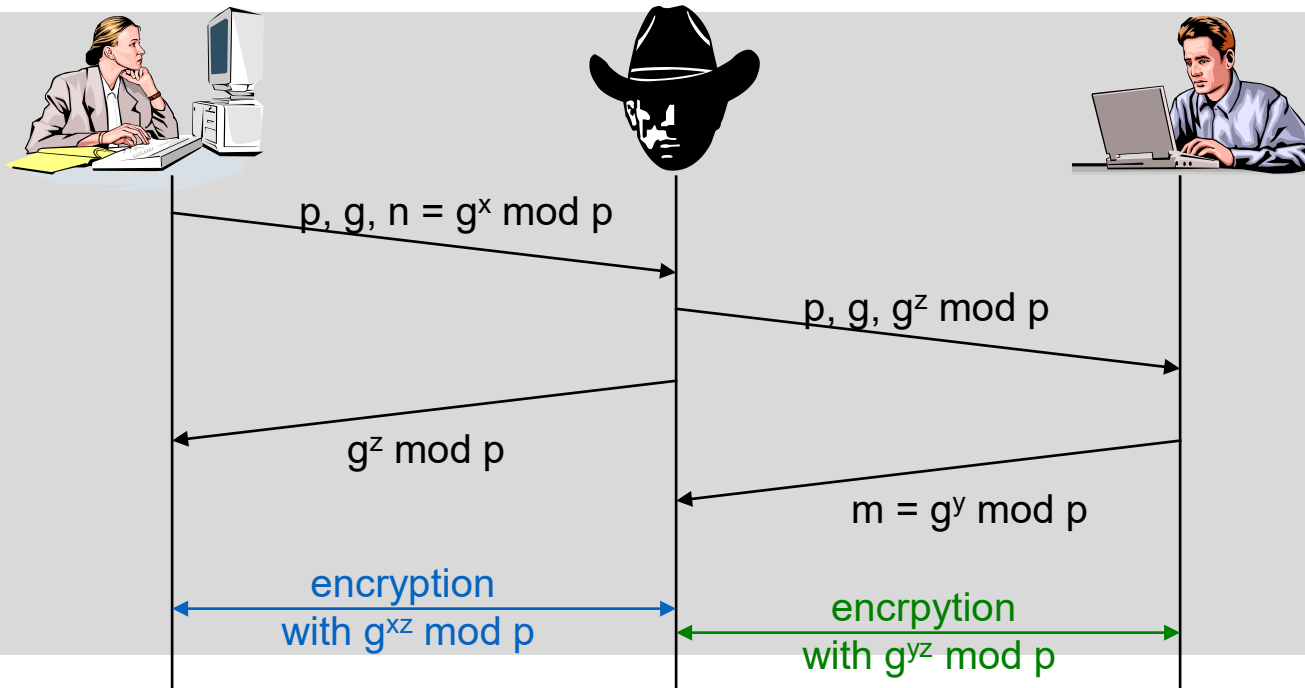 p, g, n = gˣ mod p
p, g, gᶻ mod p
gᶻ mod p
m = gʸ mod p
encryption
with gˣᶻ mod p
encrpytion
with gʸᶻ mod p